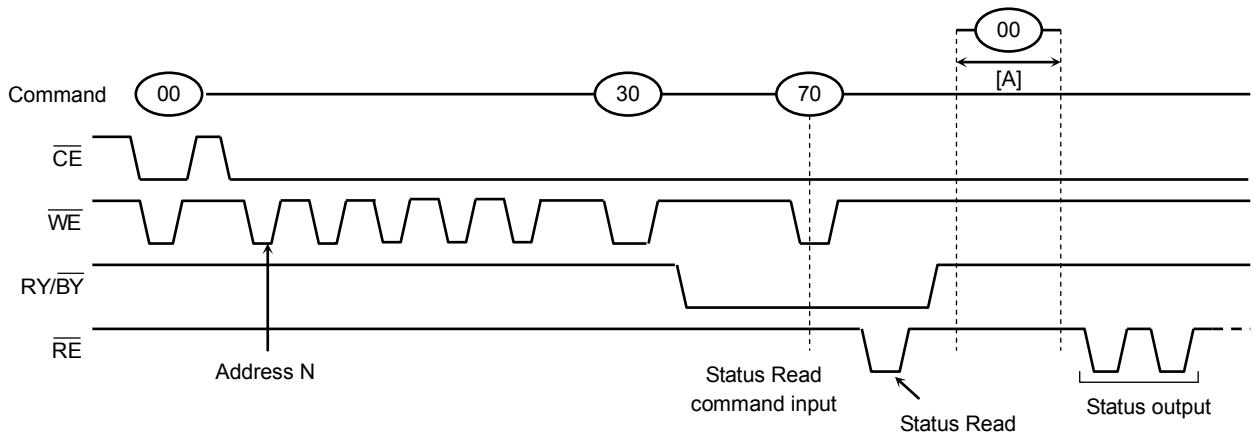 00
[A]
Command 00 30 70
CE
WE
RY/BY
RE
Address N
Status Read
command input
Status Read
Status output